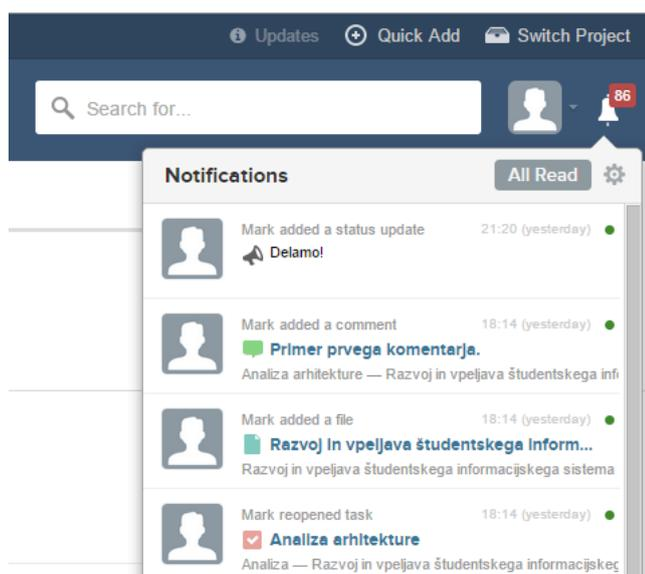 Updates Quick Add Switch Project
Search for...
86
Notifications All Read
Mark added a status update 21:20 (yesterday)
Delamo!
Mark added a comment 18:14 (yesterday)
Primer prvega komentarja.
Analiza arhitekture — Razvoj in vpeljava študentskega inf
Mark added a file 18:14 (yesterday)
Razvoj in vpeljava študentskega inform...
Razvoj in vpeljava študentskega informacijskega sistema
Mark reopened task 18:14 (yesterday)
Analiza arhitekture
Analiza — Razvoj in vpeljava študentskega informacijskeg